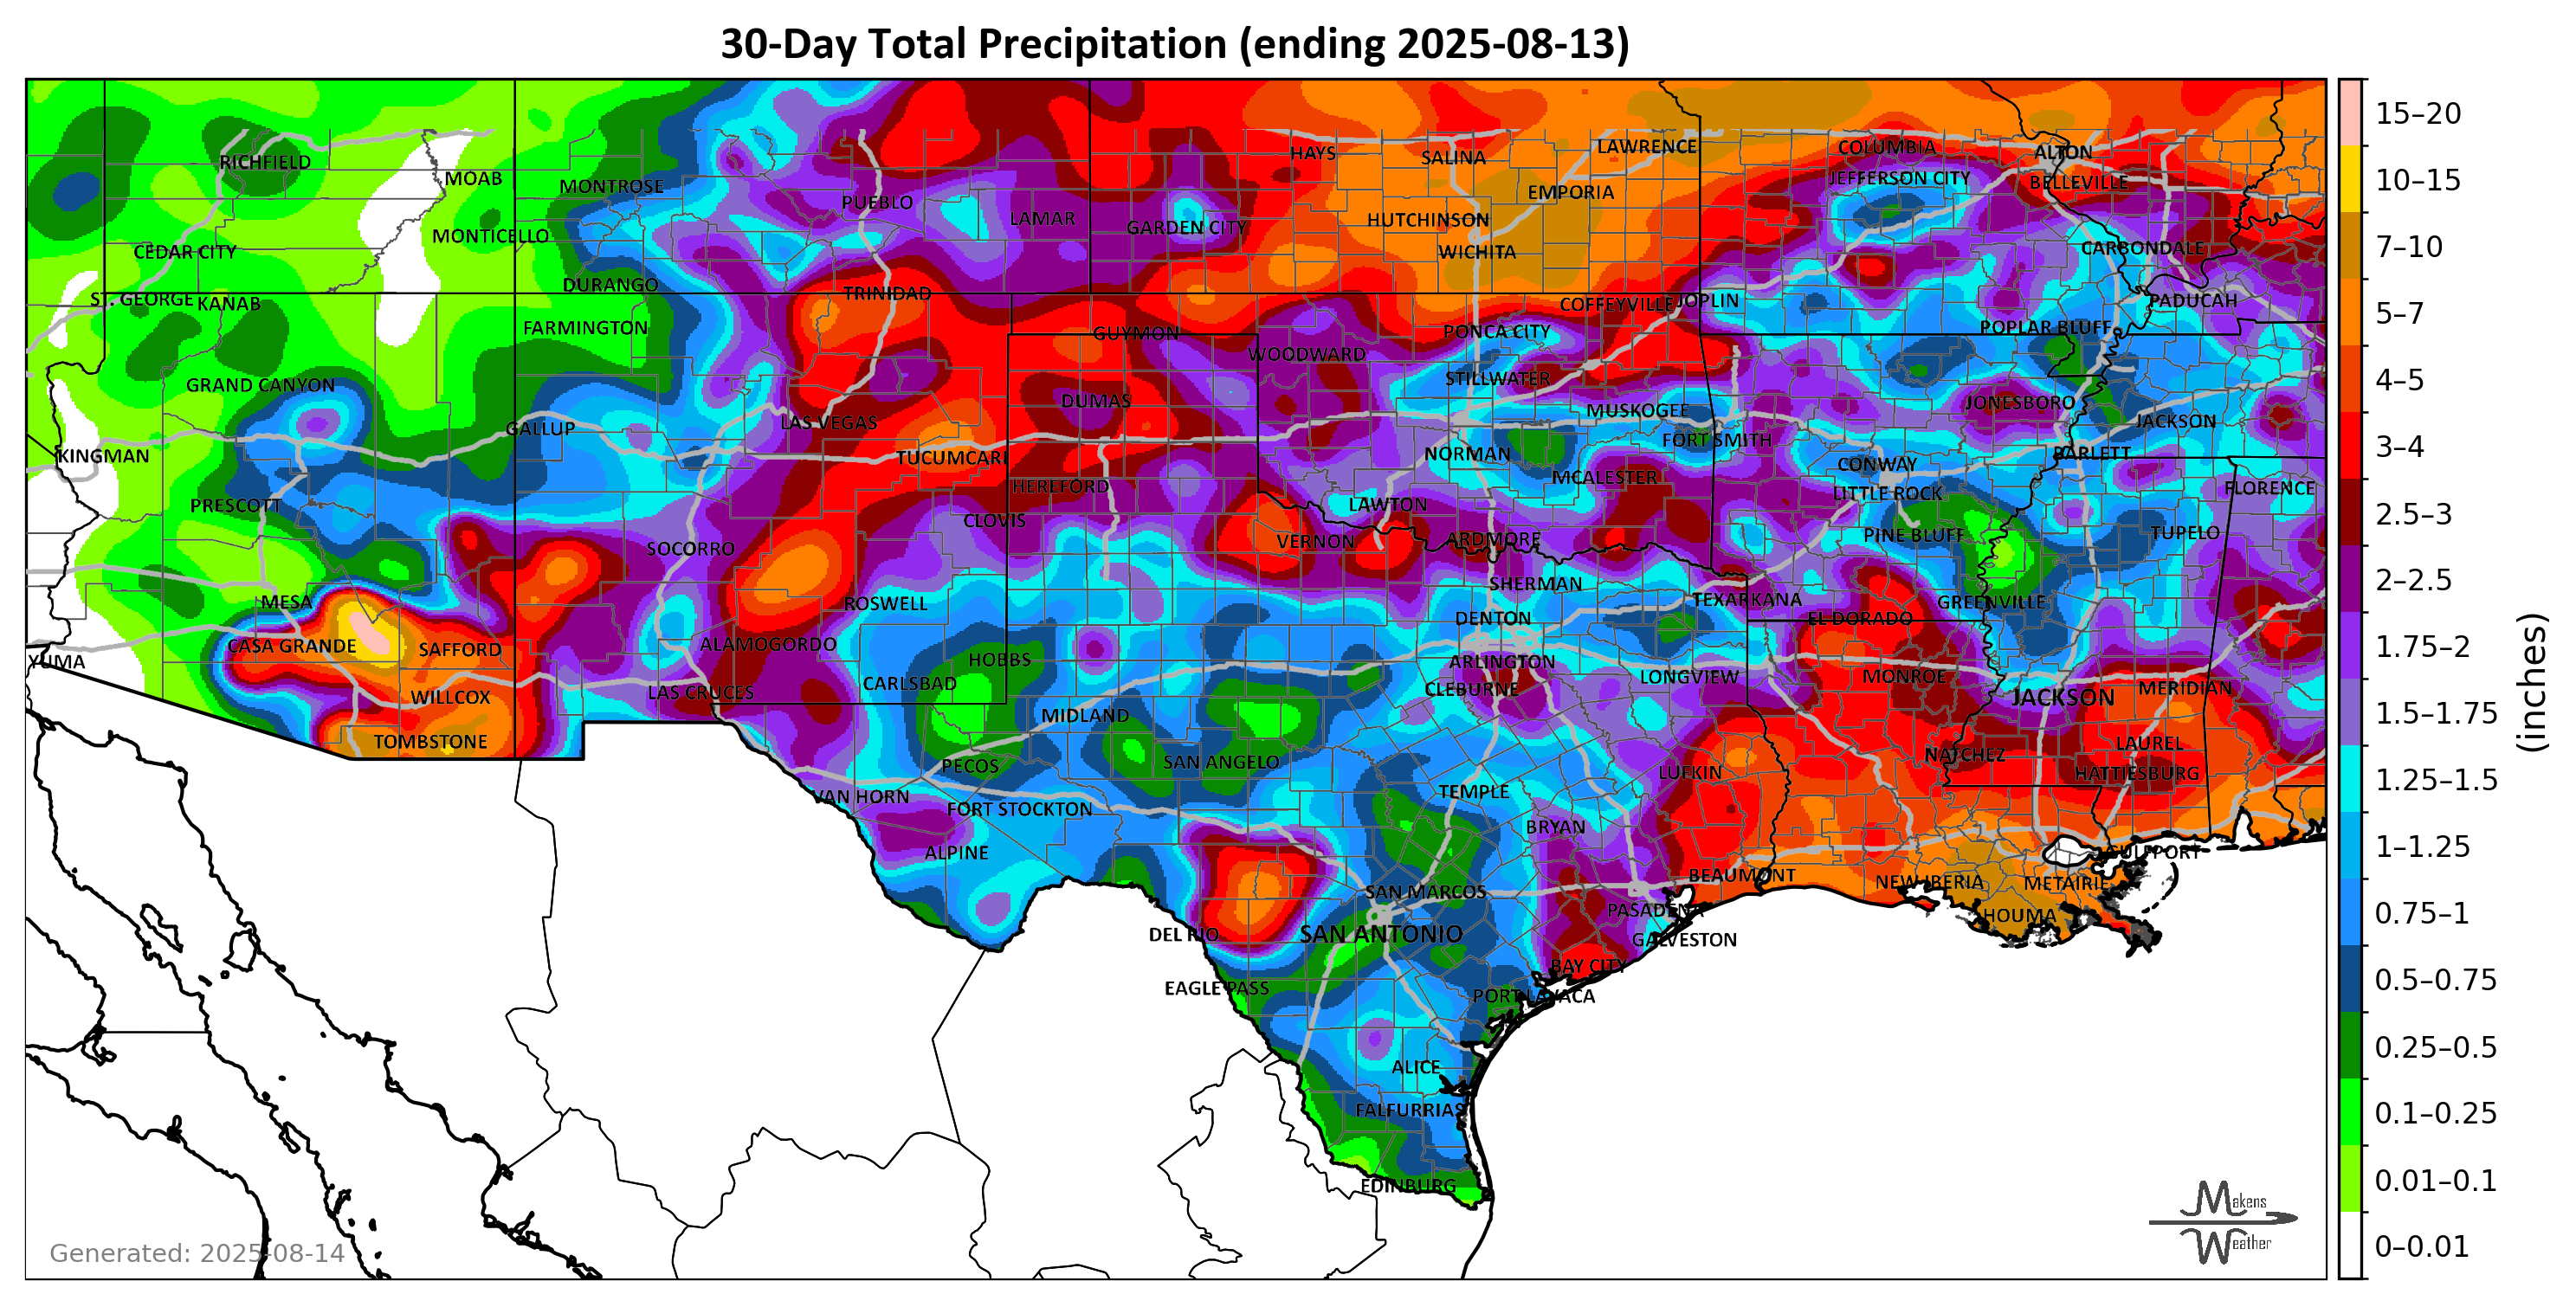 30-Day Total Precipitation (ending 2025-08-13)
RICHFIELD
MOAB
MONTROSE
PUEBLO
LAMAR
GARDEN CITY
HAYS
SALINA
LAWRENCE
COLUMBIA
ALTON
JEFFERSON CITY
BELLEVILLE
EMPORIA
HUTCHINSON
WICHITA
MONTICELLO
CEDAR CITY
CARBONDALE
DURANGO
TRINIDAD
ST. GEORGE
KANAB
COFFEYVILLE
JOPLIN
PADUCAH
FARMINGTON
GUYMON
PONCA CITY
POPLAR BLUFF
WOODWARD
STILLWATER
GRAND CANYON
DUMAS
MUSKOGEE
JONESBORO
JACKSON
LAS VEGAS
GALLUP
FORT SMITH
KINGMAN
TUCUMCARI
NORMAN
BARLETT
CONWAY
MCALESTER
HEREFORD
LITTLE ROCK
FLORENCE
PRESCOTT
LAWTON
CLOVIS
PINE BLUFF
TUPELO
SOCORRO
VERNON
ARDMORE
SHERMAN
MESA
ROSWELL
TEXARKANA
GREENVILLE
DENTON
EL DORADO
CASA GRANDE
SAFFORD
ALAMOGORDO
HOBBS
ARLINGTON
YUMA
CARLSBAD
CLEBURNE
LONGVIEW
MONROE
MERIDIAN
WILLCOX
LAS CRUCES
JACKSON
MIDLAND
TOMBSTONE
PECOS
SAN ANGELO
LUFKIN
NATCHEZ
LAUREL
HATTIESBURG
VAN HORN
FORT STOCKTON
TEMPLE
BRYAN
ALPINE
GULFPORT
SAN MARCOS
BEAUMONT
NEW IBERIA
METAIRIE
PASADENA
HOUMA
DEL RIO
SAN ANTONIO
GALVESTON
BAY CITY
EAGLE PASS
PORT LAVACA
ALICE
FALFURRIAS
EDINBURG
15–20
10–15
7–10
5–7
4–5
3–4
2.5–3
2–2.5
1.75–2
1.5–1.75
1.25–1.5
1–1.25
0.75–1
0.5–0.75
0.25–0.5
0.1–0.25
0.01–0.1
0–0.01
(inches)
Generated: 2025-08-14
Makens
Weather